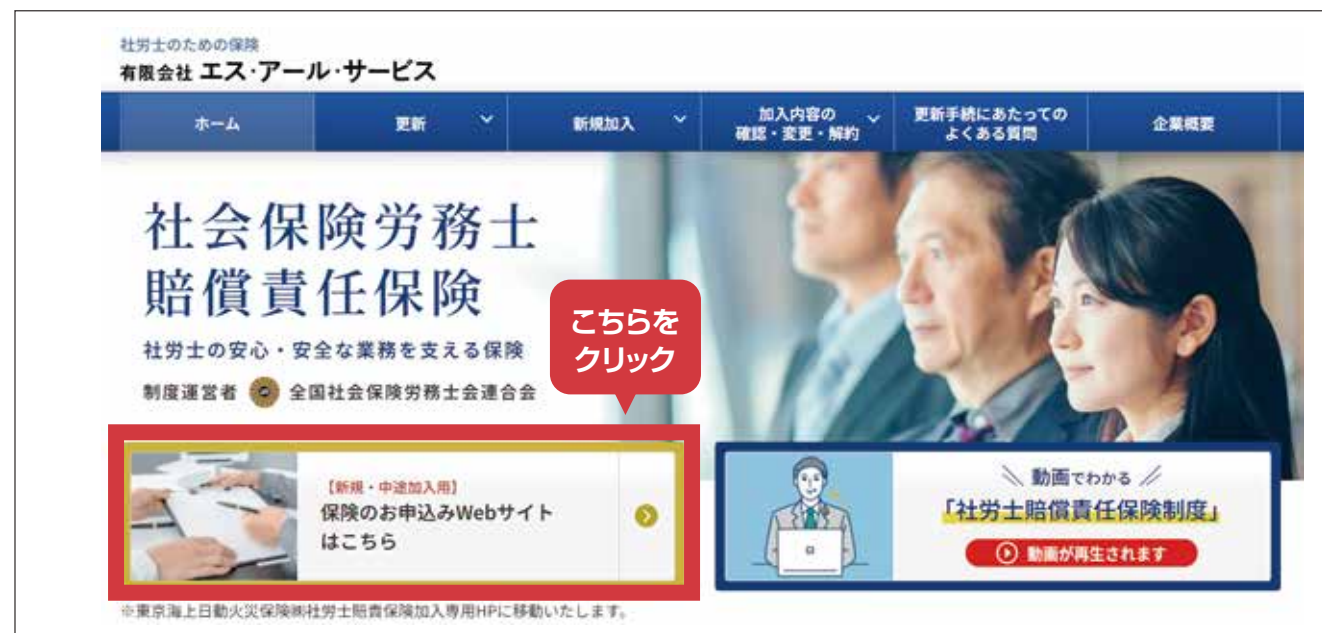 社労士のための保険
有限会社 エス・アール・サービス
ホーム
更新
新規加入
加入内容の
確認・変更・解約
更新手続にあたっての
よくある質問
企業概要
社会保険労務士
賠償責任保険
社労士の安心・安全な業務を支える保険
制度運営者 全国社会保険労務士会連合会
こちらを
クリック
【新規・中途加入用】
保険のお申込みWebサイト
はこちら
動画でわかる
「社労士賠償責任保険制度」
動画が再生されます
※東京海上日動火災保険㈱社労士賠責保険加入専用HPに移動いたします。